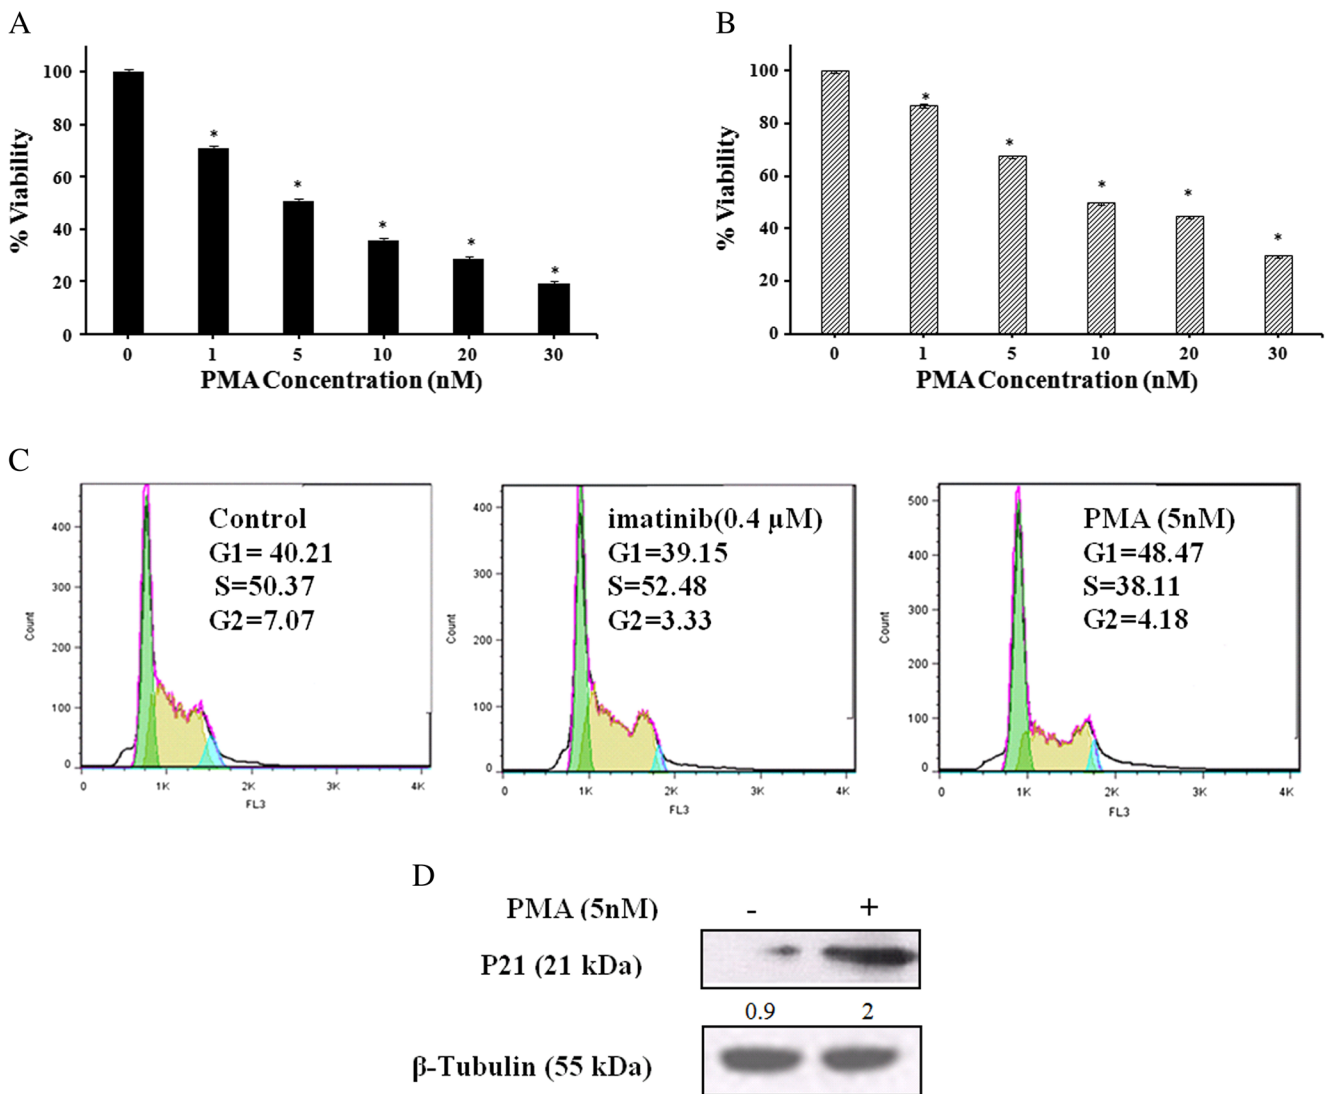 A
B
% Viability
100
80
60
40
20
0
*
*
*
*
*
0 1 5 10 20 30
PMA Concentration (nM)
% Viability
100
80
60
40
20
0
*
*
*
*
*
0 1 5 10 20 30
PMA Concentration (nM)
C
Count
400
300
200
100
0
Control
G1= 40.21
S=50.37
G2=7.07
0 1K 2K 3K 4K
FL3
Count
400
300
200
100
0
imatinib(0.4 µM)
G1=39.15
S=52.48
G2=3.33
0 1K 2K 3K 4K
FL3
Count
500
400
300
200
100
0
PMA (5nM)
G1=48.47
S=38.11
G2=4.18
0 1K 2K 3K 4K
FL3
D
PMA (5nM) - +
P21 (21 kDa)
0.9 2
β-Tubulin (55 kDa)